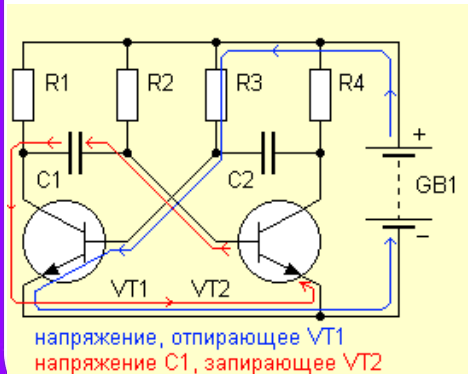 R1 R2 R3 R4
+
C1 C2 GB1
−
VT1 VT2
напряжение, отпирающее VT1
напряжение C1, запирающее VT2